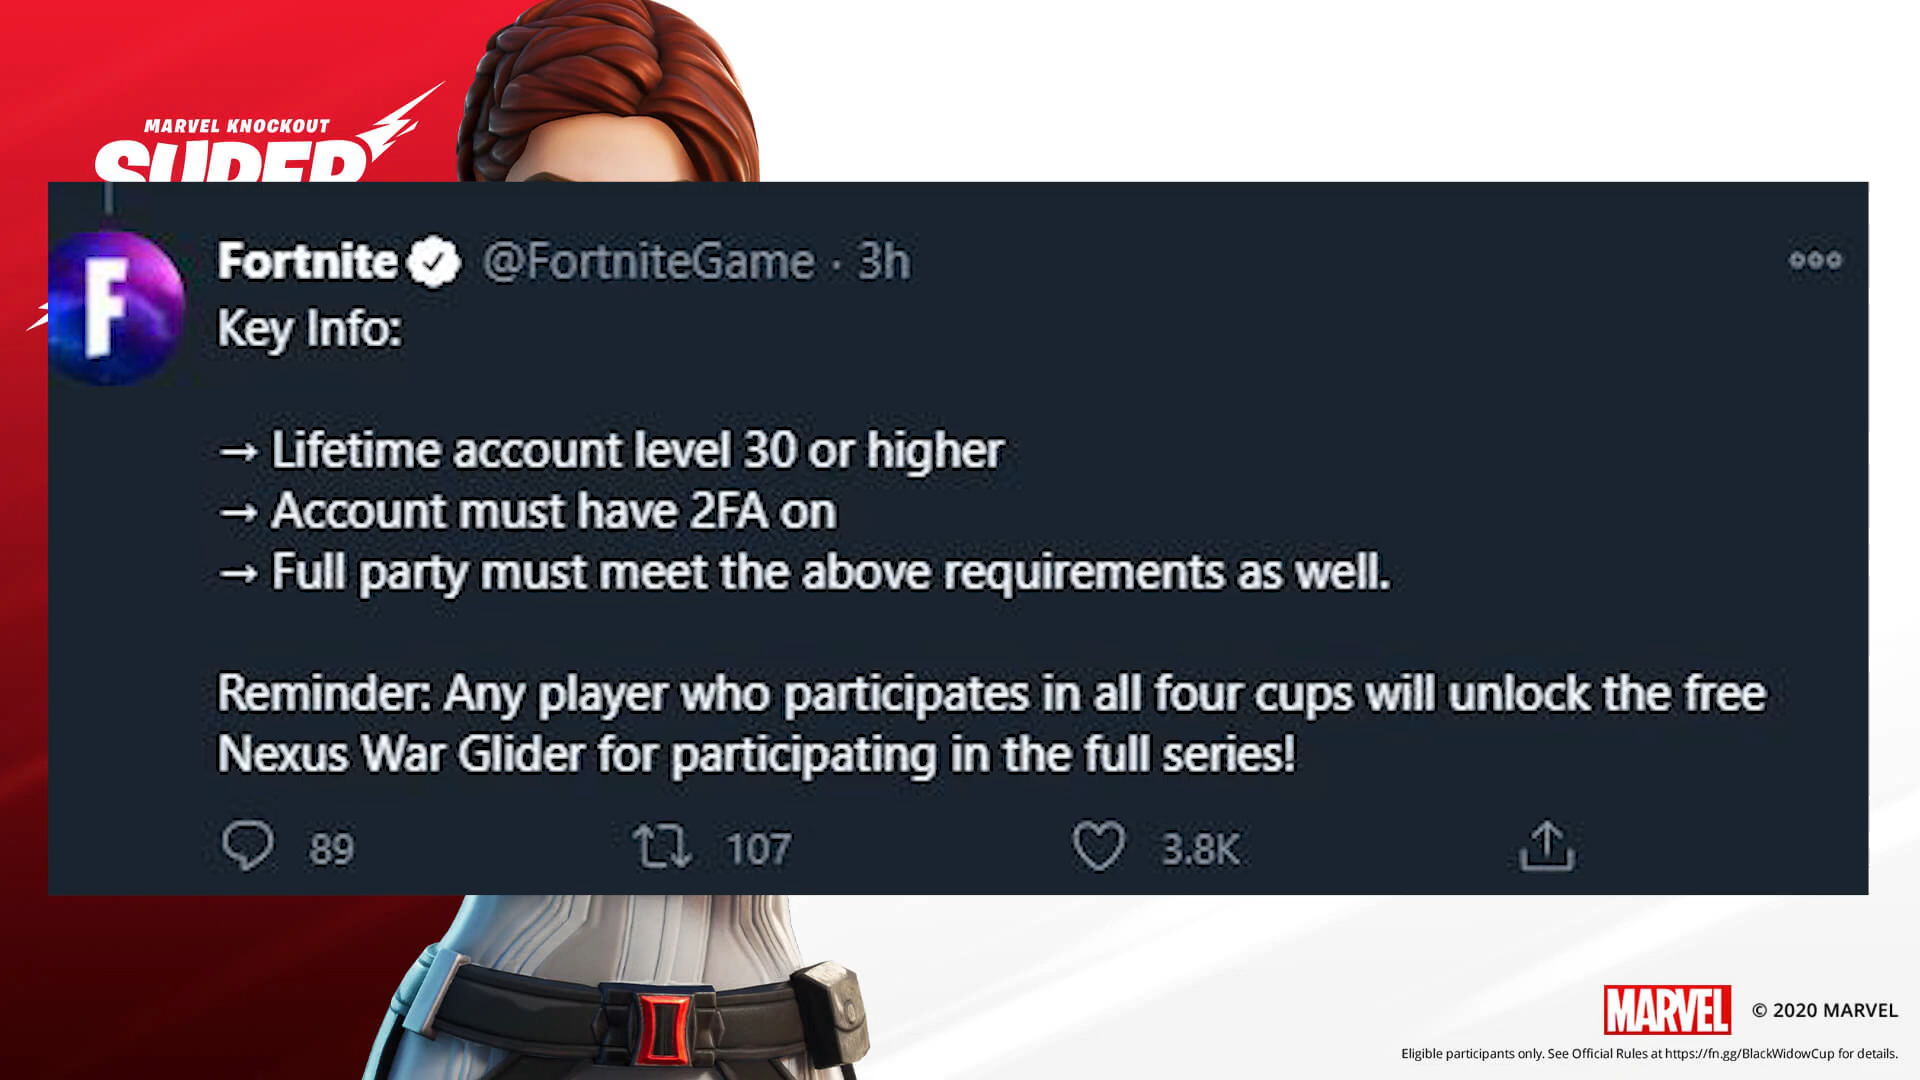 MARVEL KNOCKOUT
SUPER
Fortnite @FortniteGame · 3h
Key Info:
→ Lifetime account level 30 or higher
→ Account must have 2FA on
→ Full party must meet the above requirements as well.
Reminder: Any player who participates in all four cups will unlock the free
Nexus War Glider for participating in the full series!
89 107 3.8K
MARVEL © 2020 MARVEL
Eligible participants only. See Official Rules at https://fn.gg/BlackWidowCup for details.